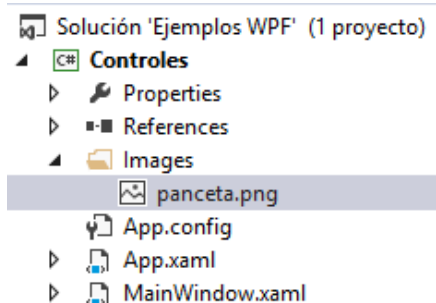 Solución 'Ejemplos WPF' (1 proyecto)
C# Controles
Properties
References
Images
panceta.png
App.config
App.xaml
MainWindow.xaml